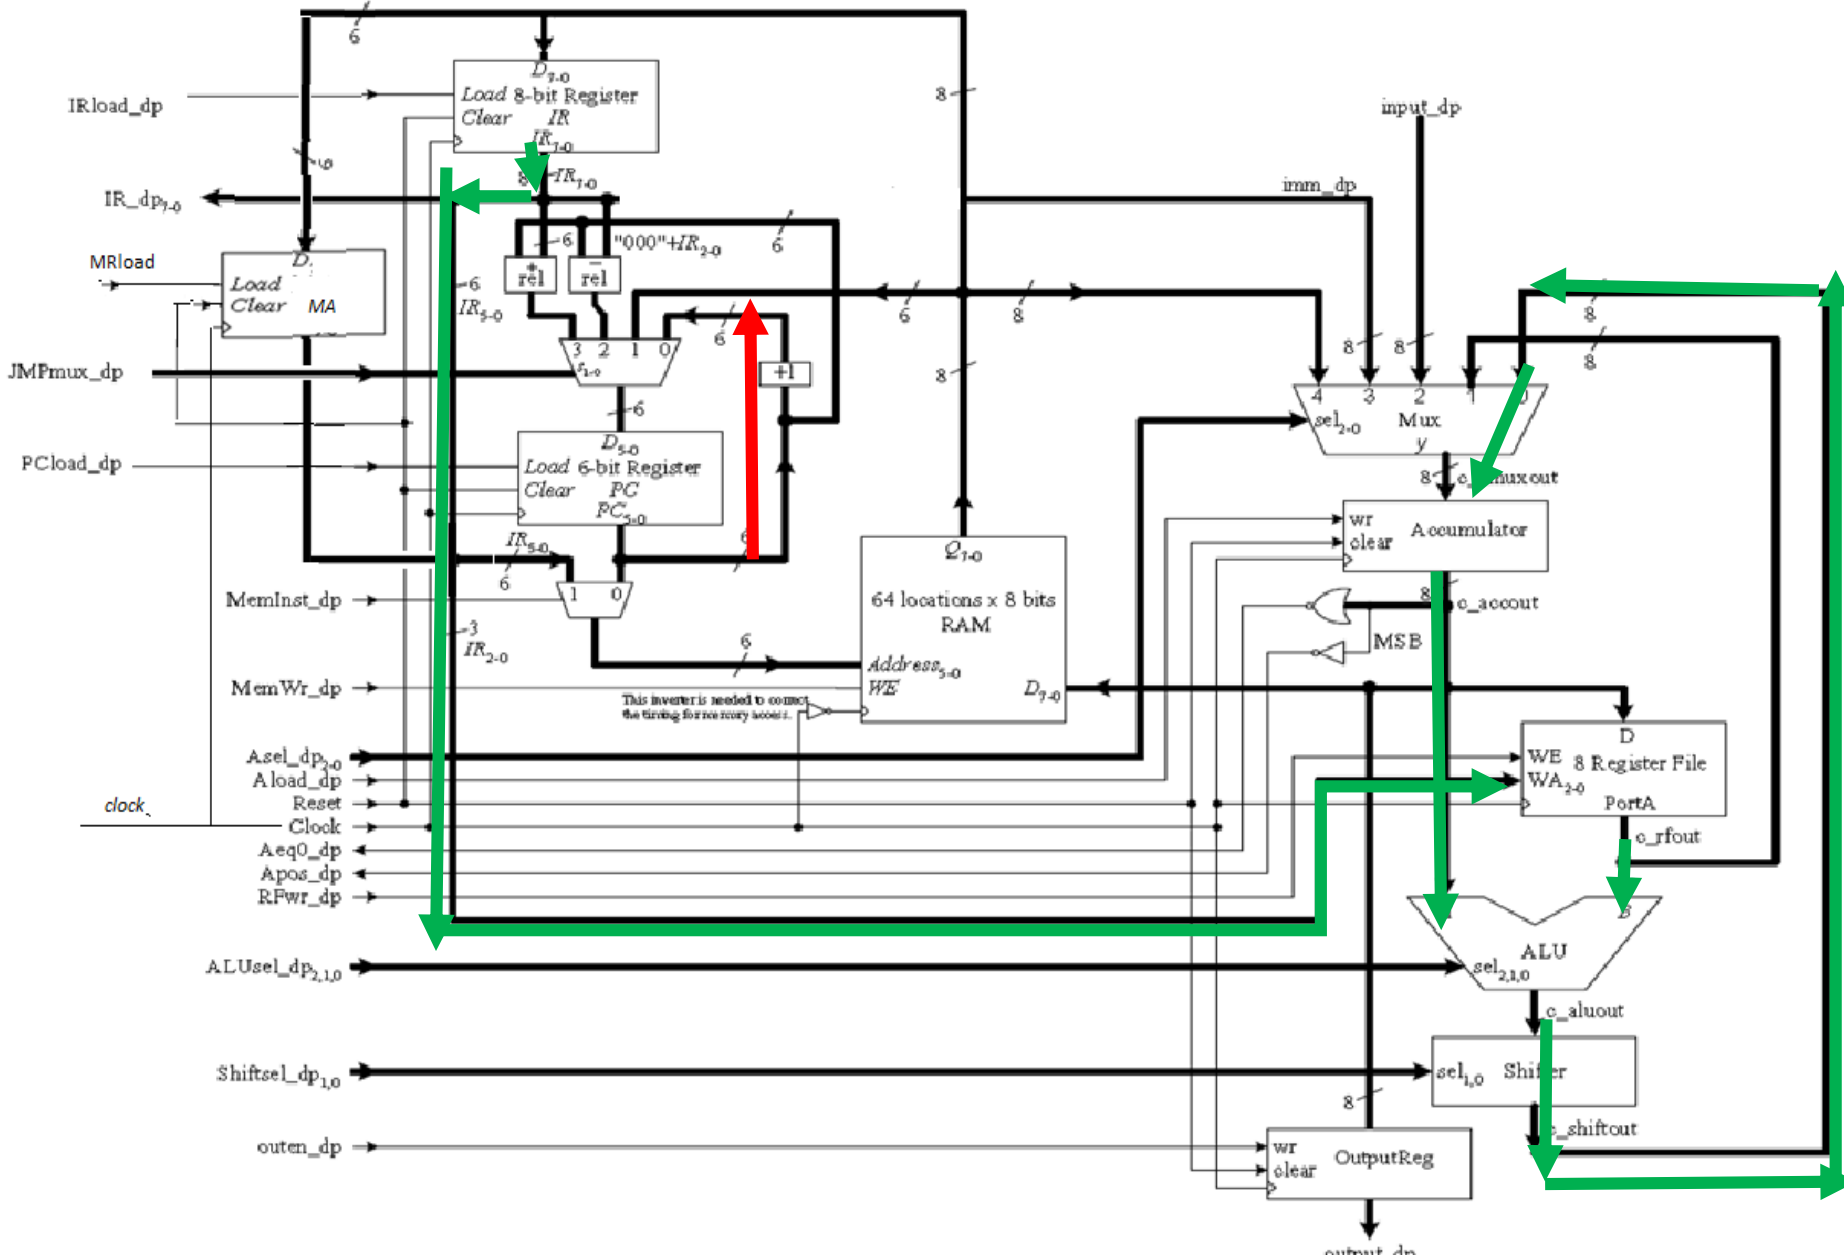 6
D7-0
Load 8-bit Register
Clear IR
IR7-0
IRload_dp
8
input_dp
6
8 IR7-0
imm_dp
IR_dp7-0
6 "000"+IR2-0
6
MRload
D
Load
Clear MA
+ rel
- rel
6
IR5-0
6
8
8
6
8
8
8
8
3 2 1 0
s1-0
+1
JMPmux_dp
8
4 3 2
sel2-0 Mux
y
6
D5-0
PCload_dp
Load 6-bit Register
Clear PC
PC5-0
8
muxout
wr
clear
Accumulator
IR5-0
6
6
Q7-0
MemInst_dp
1 0
64 locations x 8 bits
RAM
8
c_accout
MSB
3
IR2-0
6
Address5-0
WE
D7-0
MemWr_dp
This inverter is needed to correct
the timing for memory access.
Asel_dp2-0
Aload_dp
Reset
clock
Clock
Aeq0_dp
Apos_dp
RFwr_dp
D
WE 8 Register File
WA2-0
PortA
c_rfout
B
ALU
sel2,1,0
ALUsel_dp2,1,0
c_aluout
Shiftsel_dp1,0
sel1,0 Shifter
8
c_shiftout
outen_dp
wr
clear
OutputReg
output_dp